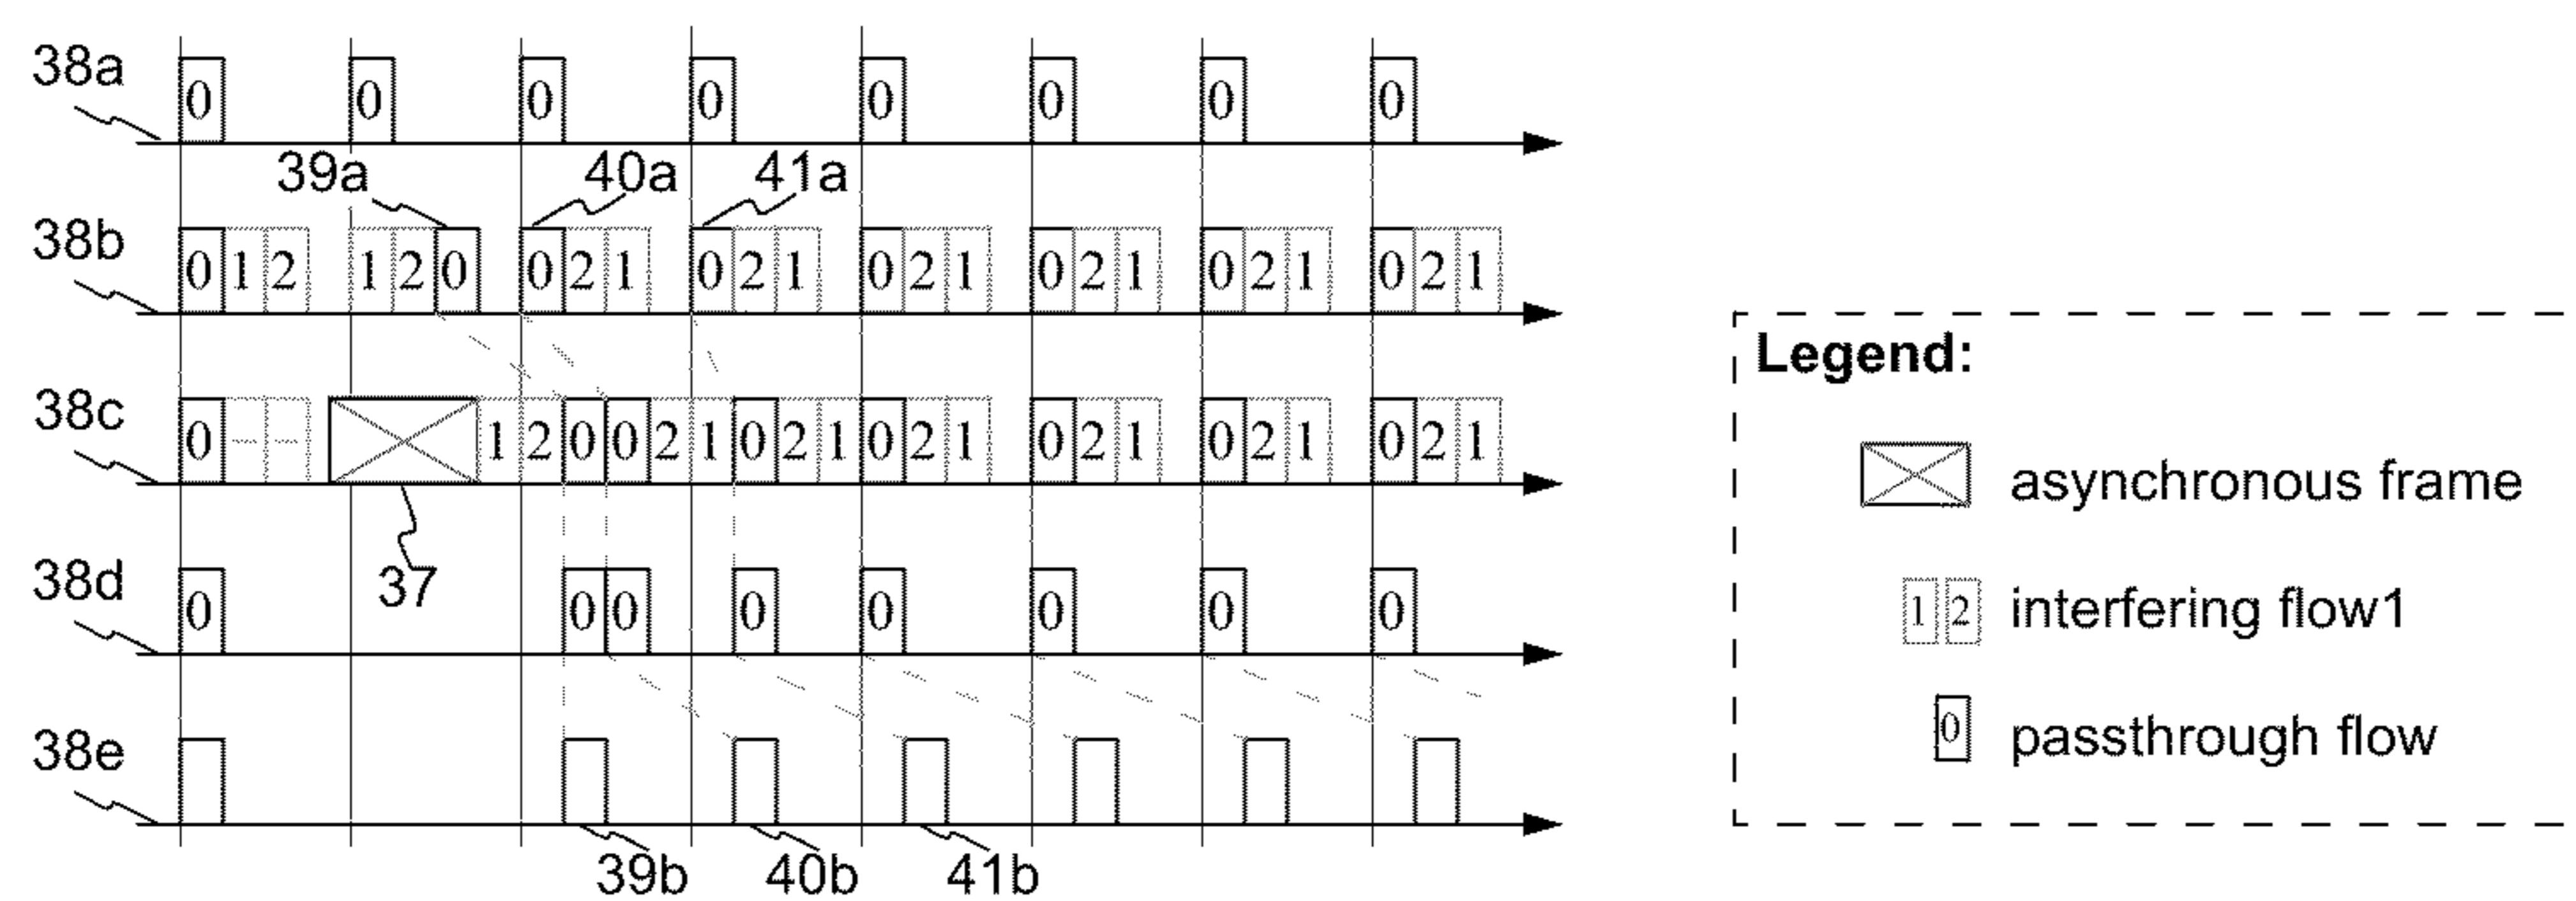 38a
0 0 0 0 0 0 0 0
39a 40a 41a
38b
0 1 2 1 2 0 0 2 1 0 2 1 0 2 1 0 2 1 0 2 1 0 2 1
38c
0 1 2 0 0 2 1 0 2 1 0 2 1 0 2 1 0 2 1 0 2 1
37
38d
0 0 0 0 0 0 0 0
38e
39b 40b 41b
Legend:
asynchronous frame
1 2 interfering flow1
0 passthrough flow